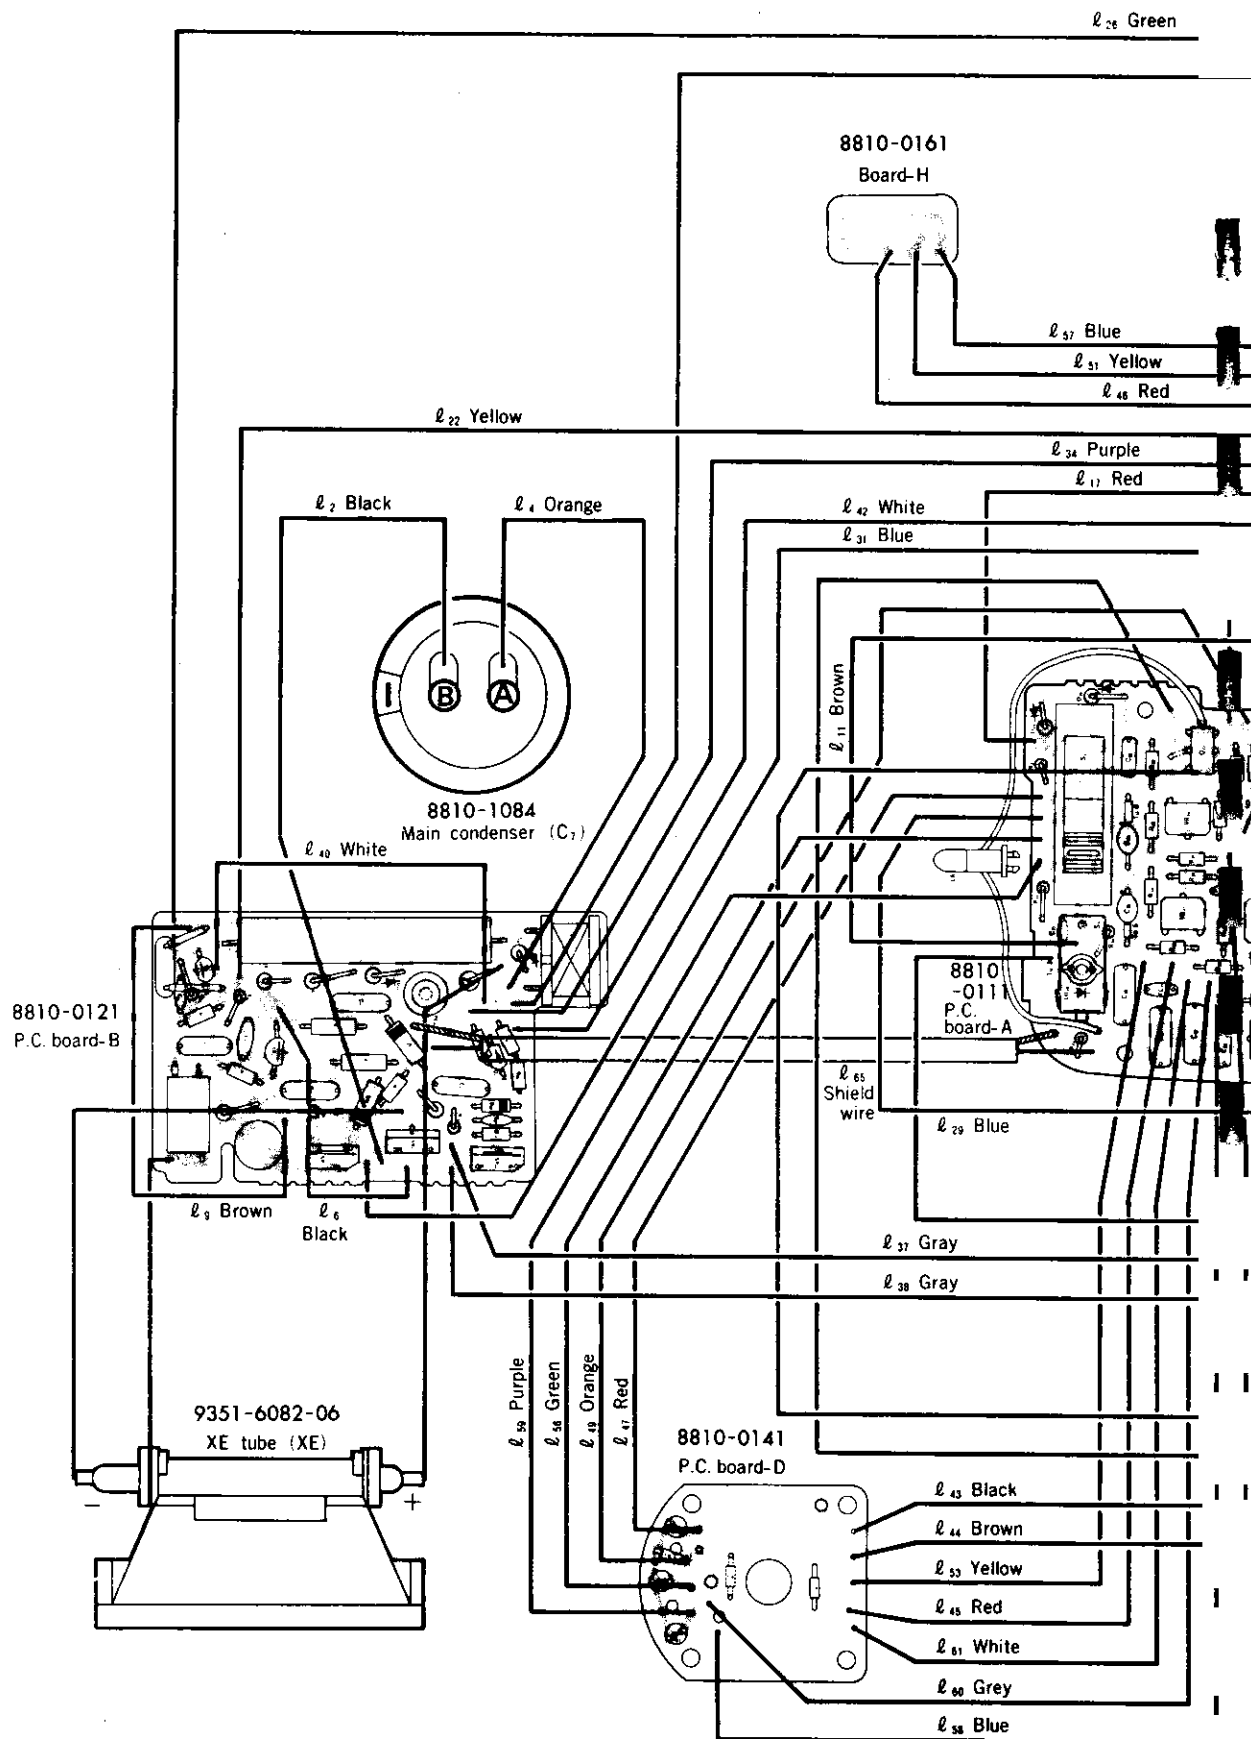 ℓ26 Green
8810-0161
Board-H
ℓ57 Blue
ℓ51 Yellow
ℓ46 Red
ℓ22 Yellow
ℓ34 Purple
ℓ17 Red
ℓ2 Black
ℓ4 Orange
ℓ42 White
ℓ31 Blue
B
A
ℓ11 Brown
8810-1084
Main condenser (C7)
ℓ40 White
8810-0121
P.C. board-B
8810
-0111
P.C.
board-A
ℓ65
Shield
wire
ℓ29 Blue
ℓ9 Brown
ℓ6
Black
ℓ37 Gray
ℓ38 Gray
ℓ59 Purple
ℓ56 Green
ℓ49 Orange
ℓ47 Red
9351-6082-06
XE tube (XE)
8810-0141
P.C. board-D
− +
ℓ43 Black
ℓ44 Brown
ℓ53 Yellow
ℓ45 Red
ℓ61 White
ℓ60 Grey
ℓ58 Blue